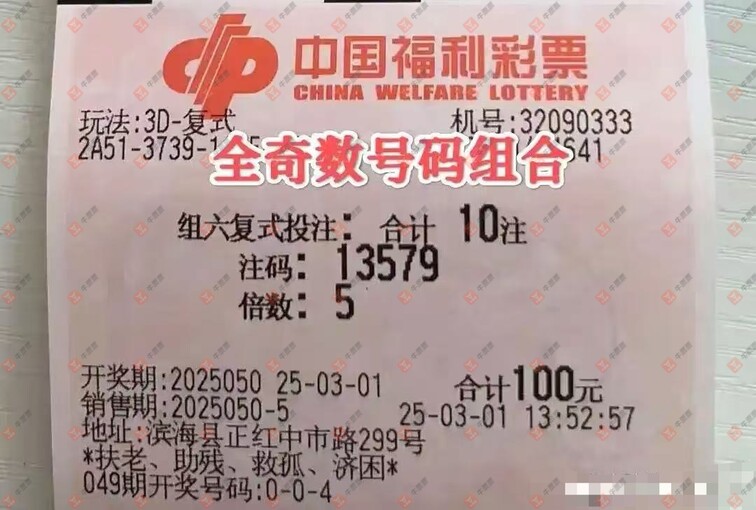 中国福利彩票
CHINA WELFARE LOTTERY
玩法:3D-复式
机号:32090333
2A51-3739-1
641
全奇数号码组合
组六复式投注: 合计 10注
注码: 13579
倍数: 5
开奖期:2025050 25-03-01
合计100元
销售期:2025050-5
25-03-01 13:52:57
地址:滨海县正红中市路299号
*扶老、助残、救孤、济困*
049期开奖号码:0-0-4